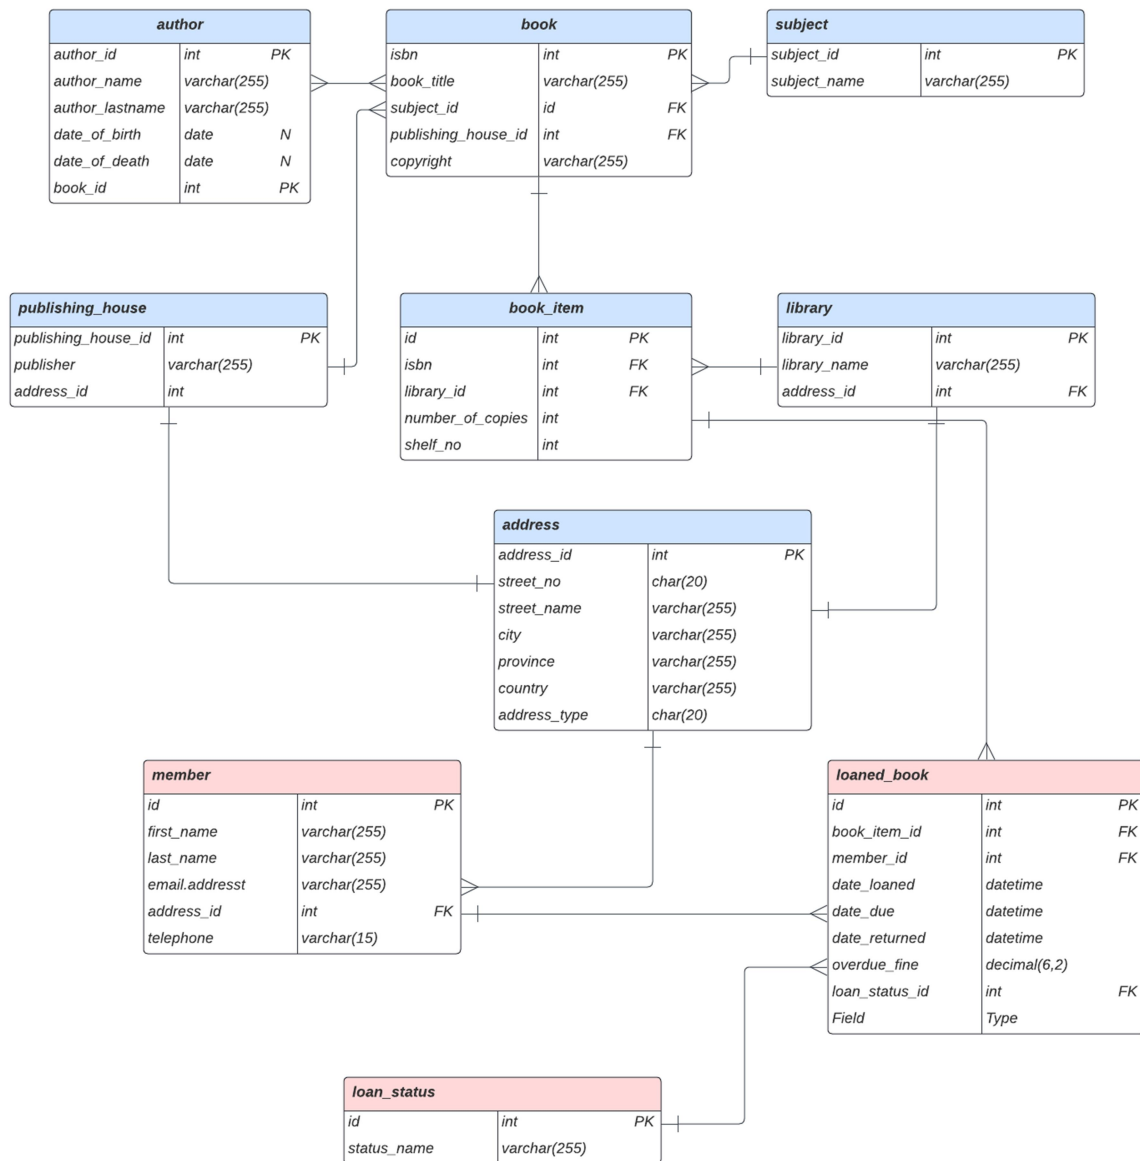 author
author_id int PK
author_name varchar(255)
author_lastname varchar(255)
date_of_birth date N
date_of_death date N
book_id int PK
book
isbn int PK
book_title varchar(255)
subject_id id FK
publishing_house_id int FK
copyright varchar(255)
subject
subject_id int PK
subject_name varchar(255)
publishing_house
publishing_house_id int PK
publisher varchar(255)
address_id int
book_item
id int PK
isbn int FK
library_id int FK
number_of_copies int
shelf_no int
library
library_id int PK
library_name varchar(255)
address_id int FK
address
address_id int PK
street_no char(20)
street_name varchar(255)
city varchar(255)
province varchar(255)
country varchar(255)
address_type char(20)
member
id int PK
first_name varchar(255)
last_name varchar(255)
email.addresst varchar(255)
address_id int FK
telephone varchar(15)
loaned_book
id int PK
book_item_id int FK
member_id int FK
date_loaned datetime
date_due datetime
date_returned datetime
overdue_fine decimal(6,2)
loan_status_id int FK
Field Type
loan_status
id int PK
status_name varchar(255)